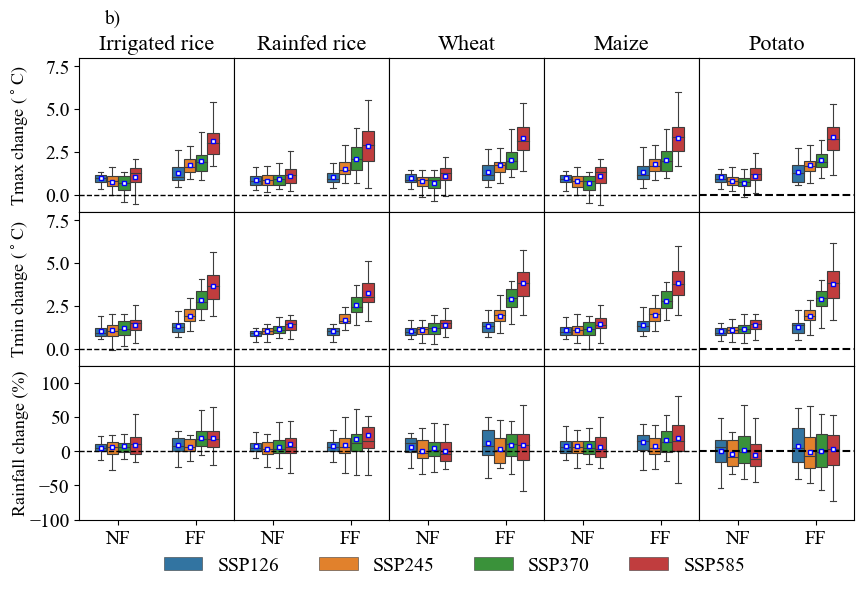 b)
Irrigated rice Rainfed rice Wheat Maize Potato
Tmax change (°C)
7.5
5.0
2.5
0.0
Tmin change (°C)
7.5
5.0
2.5
0.0
Rainfall change (%)
100
50
0
−50
−100
NF FF NF FF NF FF NF FF NF FF
SSP126 SSP245 SSP370 SSP585